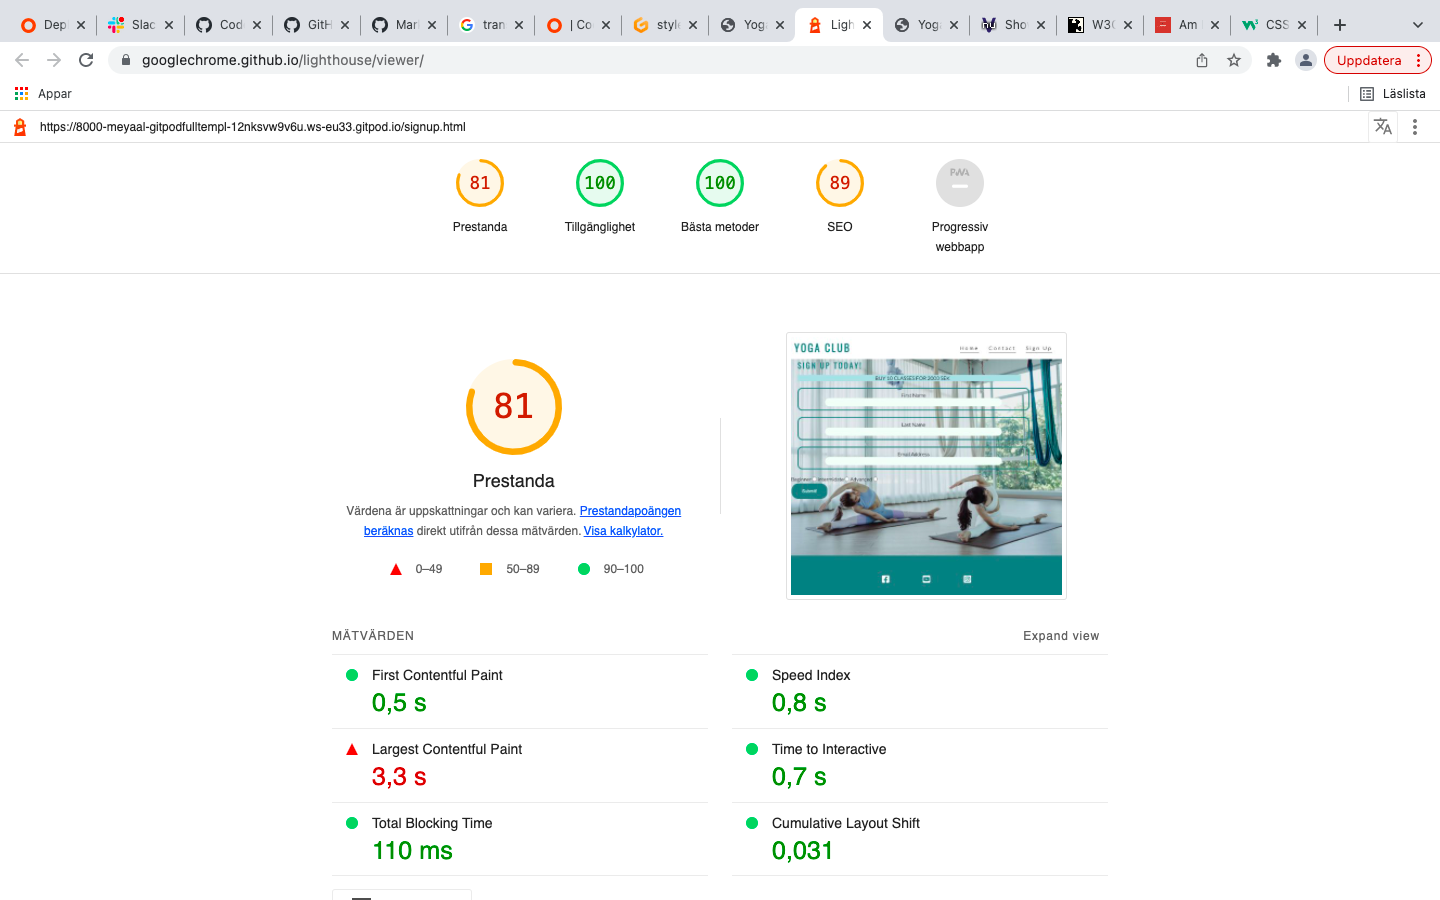 Dep
Slac
Cod
GitH
Mar
tran
| Co
style
Yoga
Ligh
Yoga
Sho
W3C
Am
CSS
googlechrome.github.io/lighthouse/viewer/
Uppdatera
Appar
Läslista
https://8000-meyaal-gitpodfulltempl-12nksvw9v6u.ws-eu33.gitpod.io/signup.html
81
100
100
89
PWA
Prestanda
Tillgänglighet
Bästa metoder
SEO
Progressiv
webbapp
81
Prestanda
Värdena är uppskattningar och kan variera. Prestandapoängen
beräknas direkt utifrån dessa mätvärden. Visa kalkylator.
0–49
50–89
90–100
YOGA CLUB
Home
Contact
Sign Up
SIGN UP TODAY!
BUY 10 CLASSES FOR 2000 SEK
First Name
Last Name
Email Address
Submit
MÄTVÄRDEN
Expand view
First Contentful Paint
0,5 s
Speed Index
0,8 s
Largest Contentful Paint
3,3 s
Time to Interactive
0,7 s
Total Blocking Time
110 ms
Cumulative Layout Shift
0,031